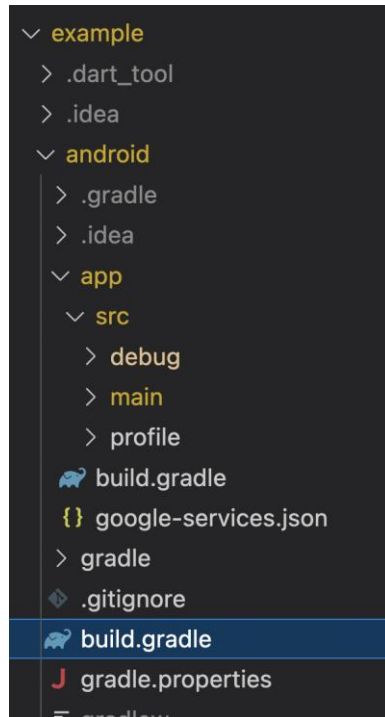 example
.dart_tool
.idea
android
.gradle
.idea
app
src
debug
main
profile
build.gradle
{} google-services.json
gradle
.gitignore
build.gradle
gradle.properties